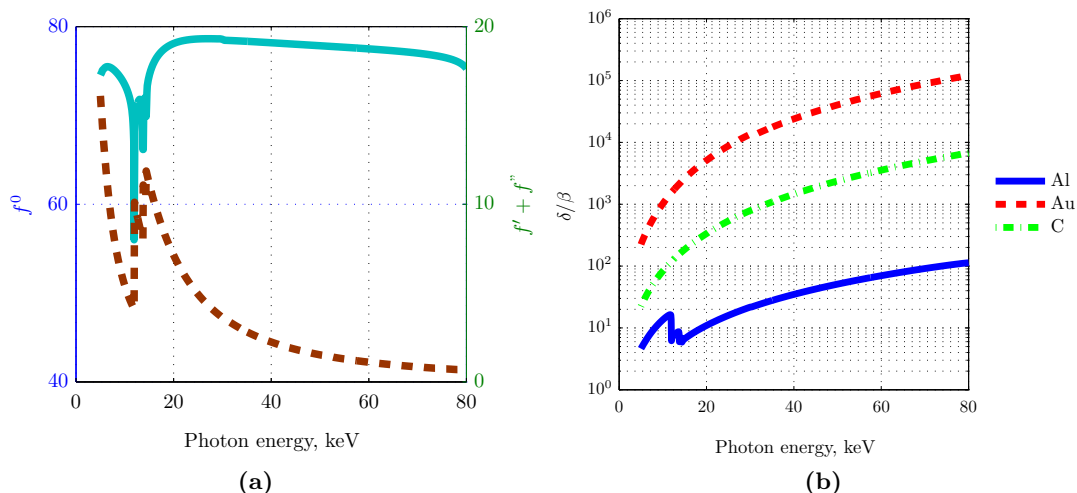 80
60
40
f⁰
20
10
0
f' + f"
0 20 40 60 80
Photon energy, keV
(a)
10⁶
10⁵
10⁴
10³
10²
10¹
10⁰
δ/β
0 20 40 60 80
Photon energy, keV
(b)
Al
Au
C